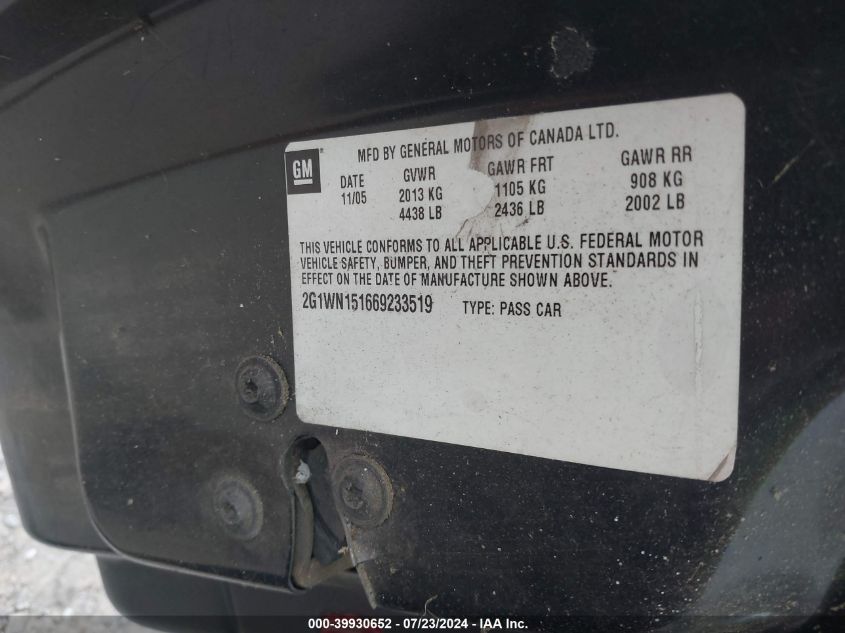 GM
MFD BY GENERAL MOTORS OF CANADA LTD.
DATE GVWR GAWR FRT GAWR RR
11/05 2013 KG 1105 KG 908 KG
4438 LB 2436 LB 2002 LB
THIS VEHICLE CONFORMS TO ALL APPLICABLE U.S. FEDERAL MOTOR
VEHICLE SAFETY, BUMPER, AND THEFT PREVENTION STANDARDS IN
EFFECT ON THE DATE OF MANUFACTURE SHOWN ABOVE.
2G1WN151669233519 TYPE: PASS CAR
000-39930652 - 07/23/2024 - IAA Inc.